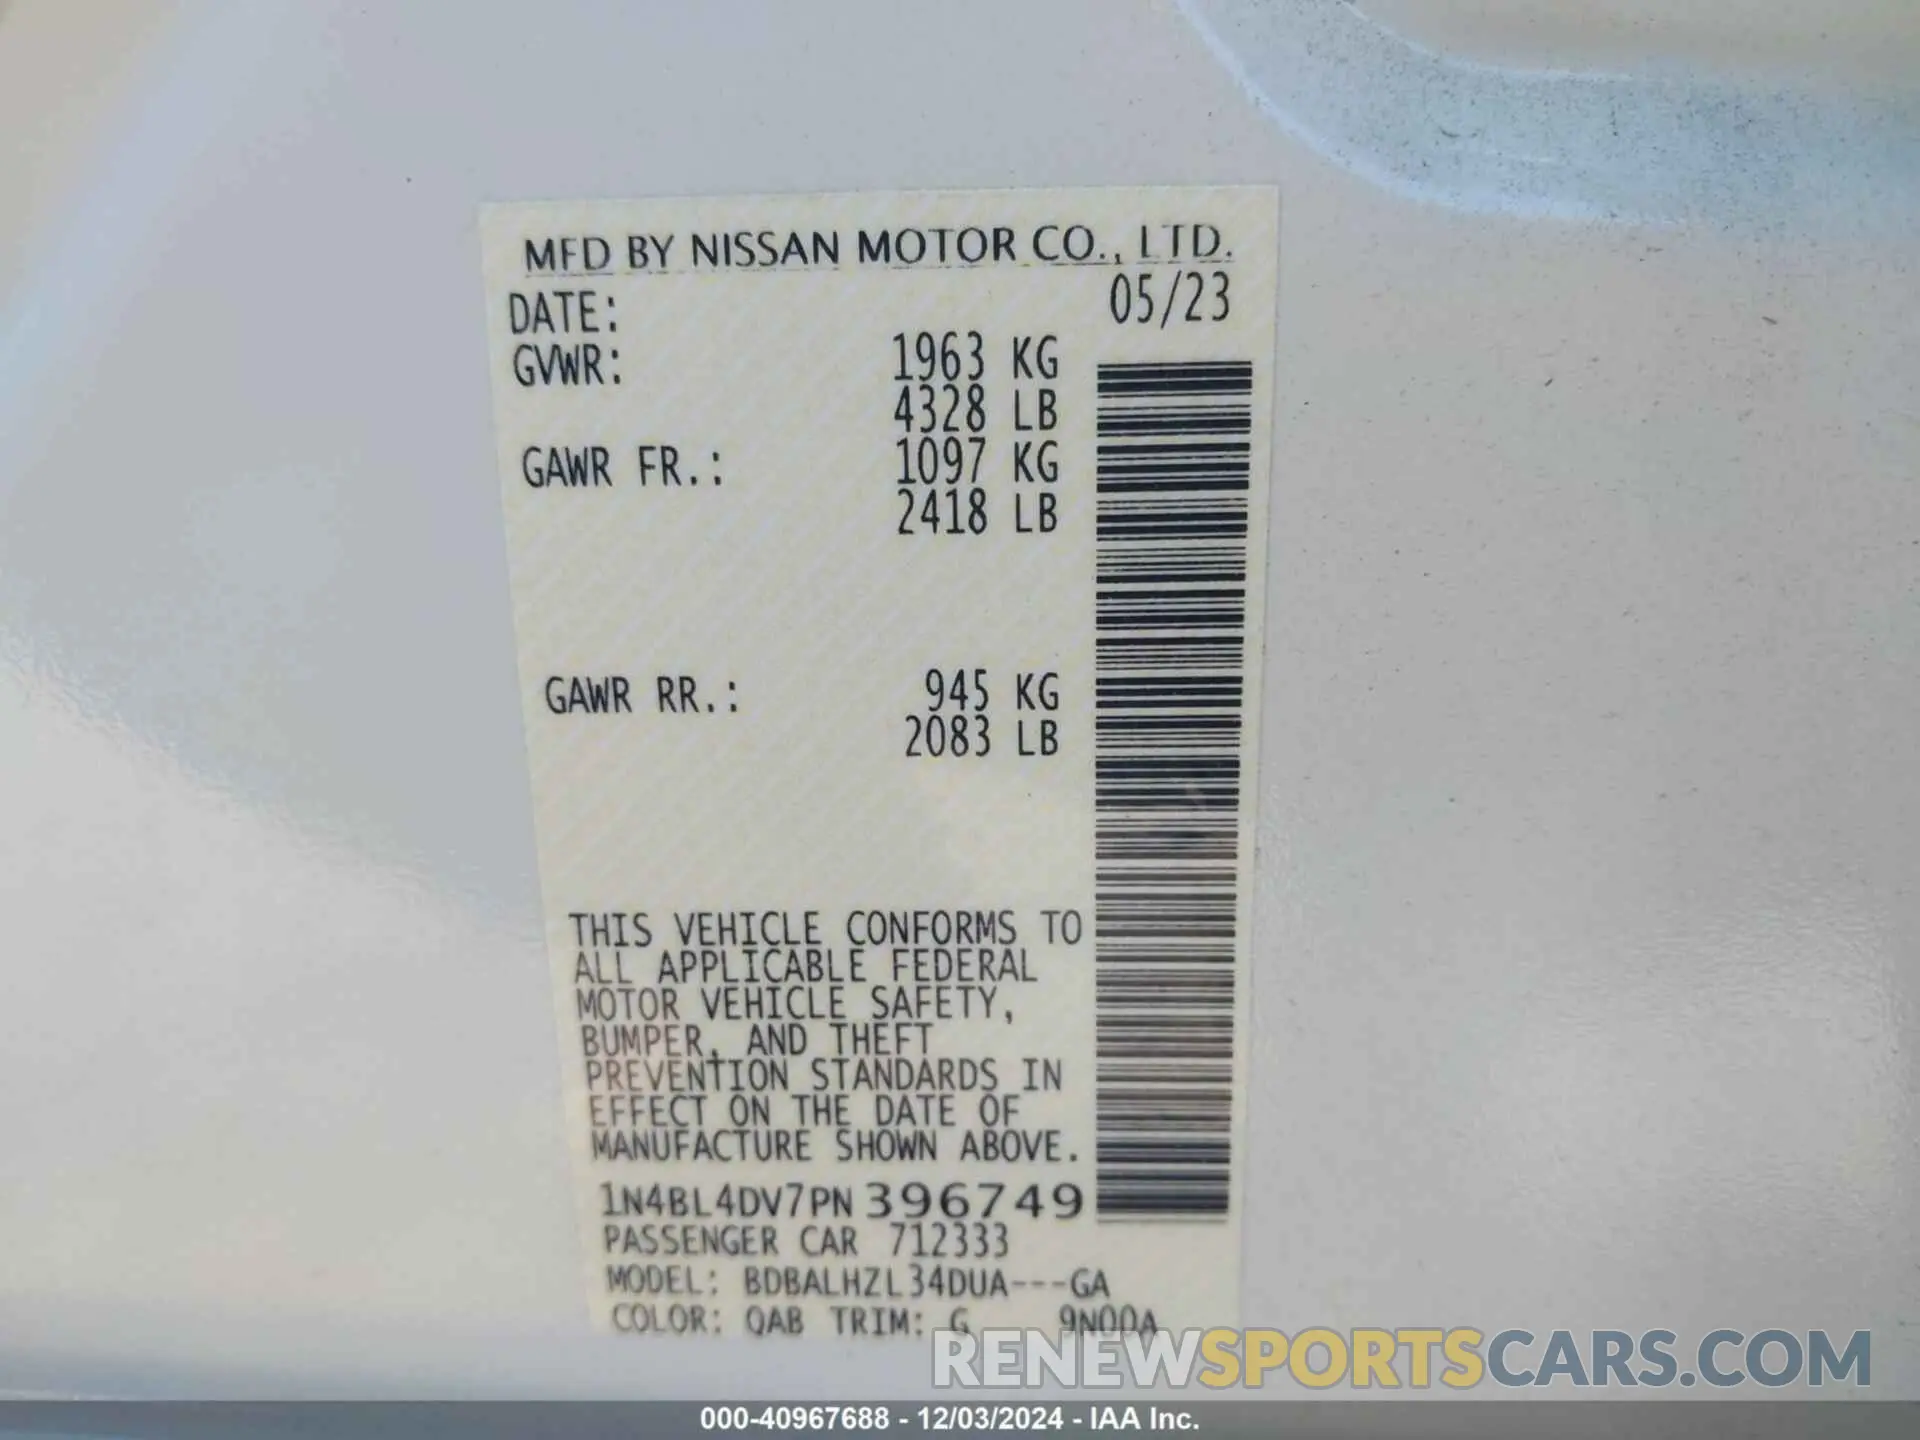 MFD BY NISSAN MOTOR CO., LTD.
DATE: 05/23
GVWR: 1963 KG
4328 LB
GAWR FR.: 1097 KG
2418 LB
GAWR RR.: 945 KG
2083 LB
THIS VEHICLE CONFORMS TO
ALL APPLICABLE FEDERAL
MOTOR VEHICLE SAFETY,
BUMPER, AND THEFT
PREVENTION STANDARDS IN
EFFECT ON THE DATE OF
MANUFACTURE SHOWN ABOVE.
1N4BL4DV7PN396749
PASSENGER CAR 712333
MODEL: BDBALHZL34DUA---GA
COLOR: QAB TRIM: G 9N00A
RENEWSPORTSCARS.COM
000-40967688 - 12/03/2024 - IAA Inc.